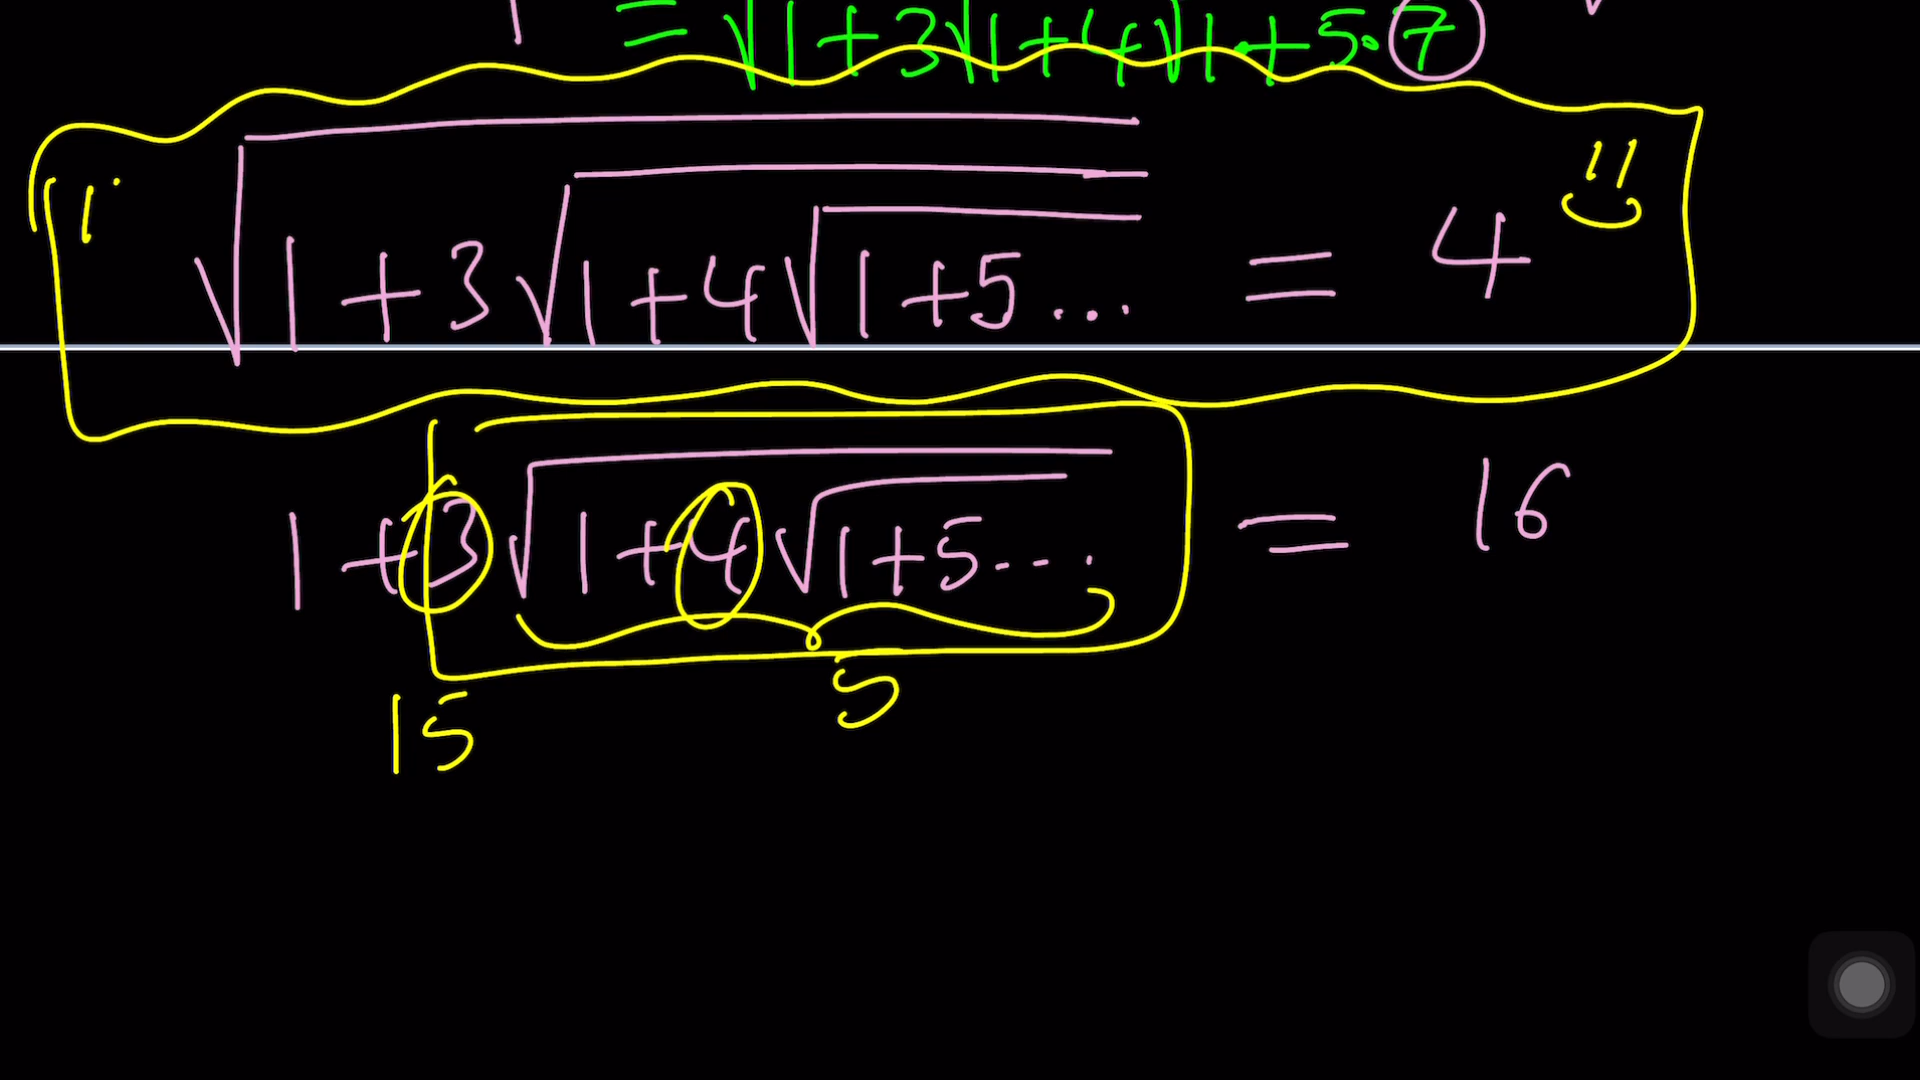 = √1+3√1+4√1+5·7
√1+3√1+4√1+5... = 4
1+3√1+4√1+5... = 16
15 5